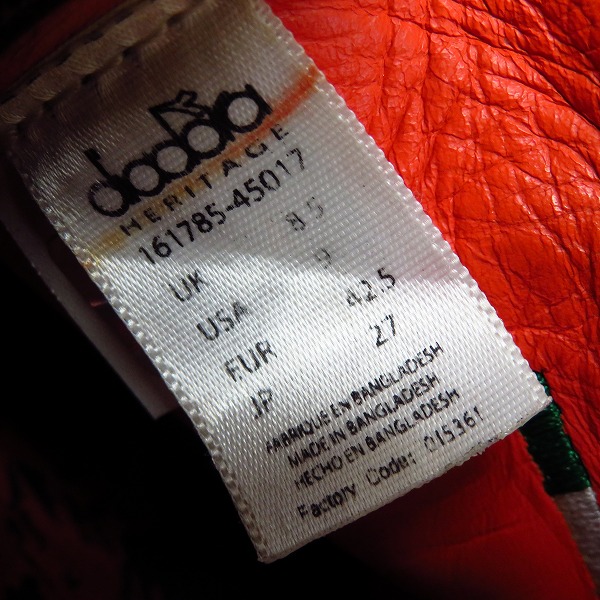 diadora
HERITAGE
161785-45017
UK 8.5
USA 9
EUR 42.5
JP 27
FABRIQUE EN BANGLADESH
MADE IN BANGLADESH
HECHO EN BANGLADESH
Factory Code: 015361